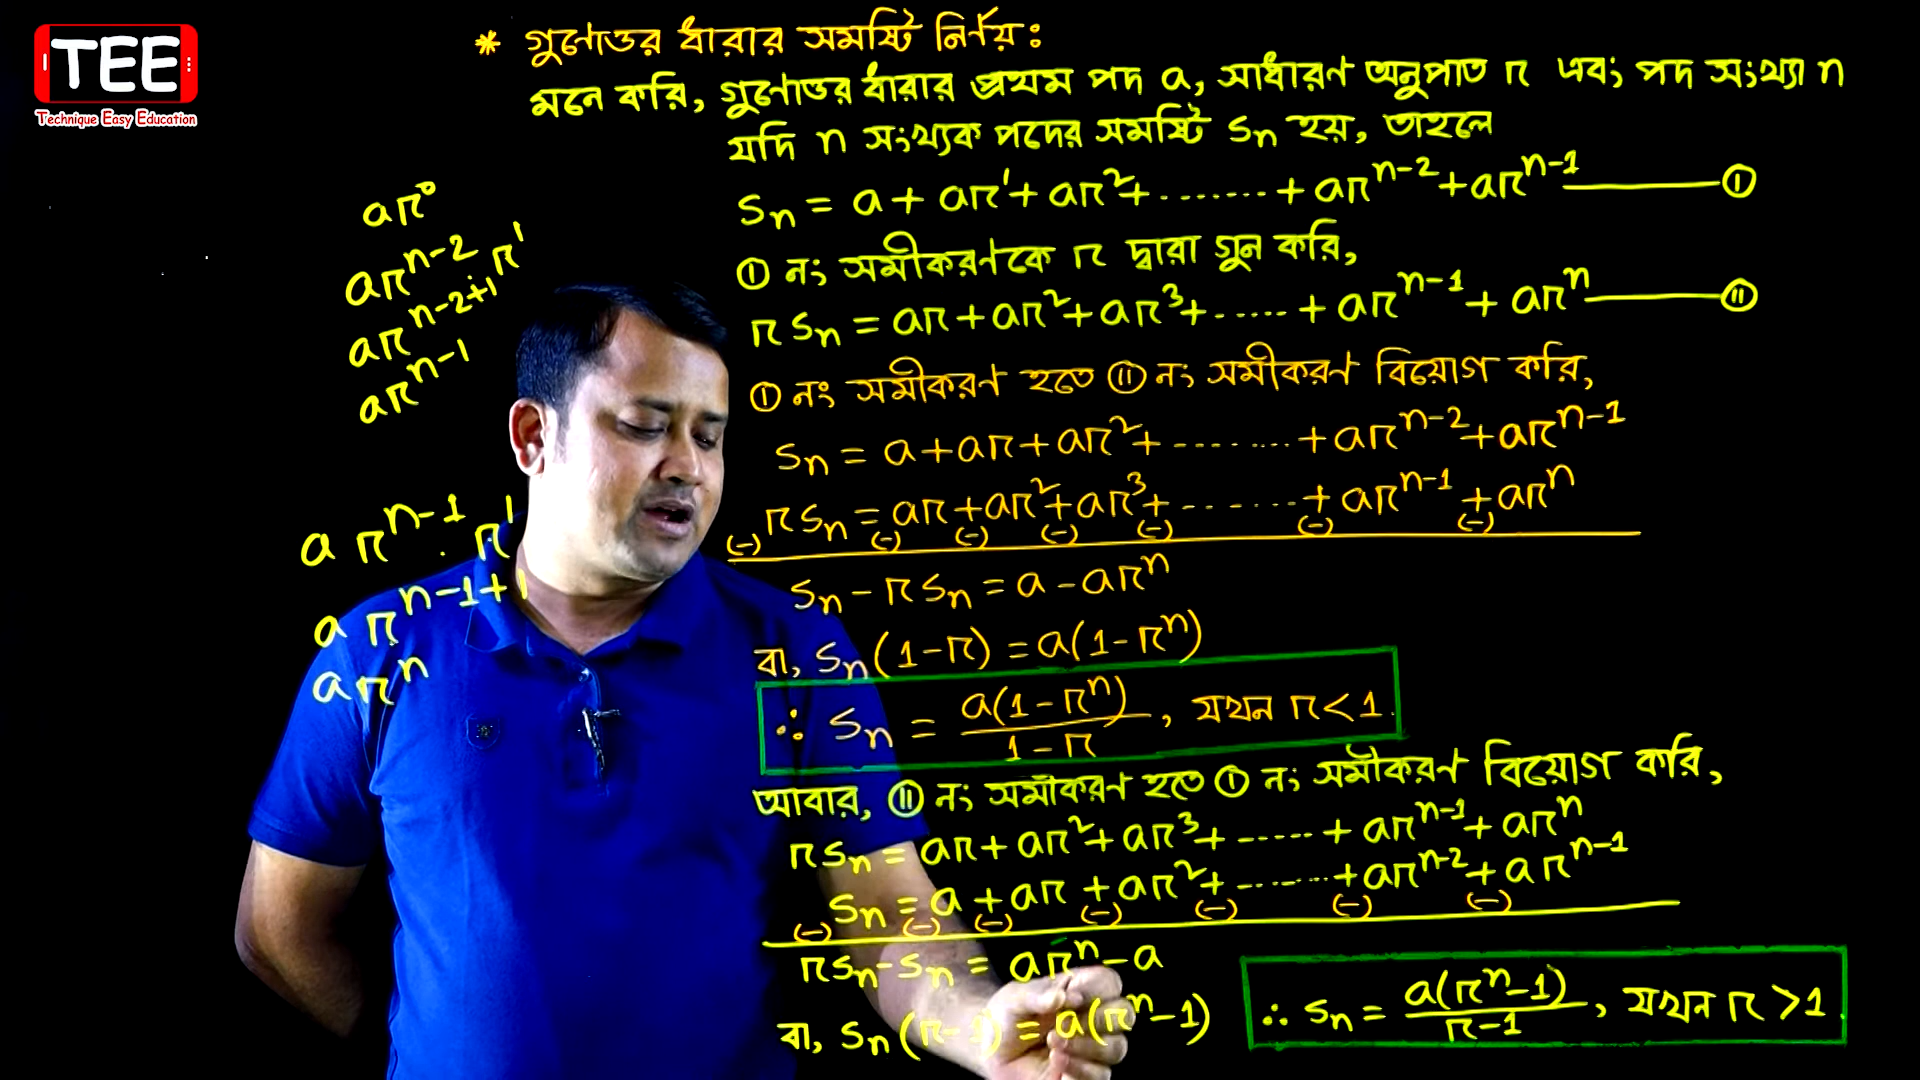 TEE
Technique Easy Education
* গুণোত্তর ধারার সমষ্টি নির্ণয়:
মনে করি, গুণোত্তর ধারার প্রথম পদ a, সাধারণ অনুপাত r এবং পদ সংখ্যা n
যদি n সংখ্যক পদের সমষ্টি Sn হয়, তাহলে
Sn = a + ar¹ + ar² + ....... + arⁿ⁻² + arⁿ⁻¹ —— (i)
(i) নং সমীকরণকে r দ্বারা গুন করি,
rSn = ar + ar² + ar³ + ..... + arⁿ⁻¹ + arⁿ —— (ii)
(i) নং সমীকরণ হতে (ii) নং সমীকরণ বিয়োগ করি,
Sn = a + ar + ar² + ....... + arⁿ⁻² + arⁿ⁻¹
rSn = ar + ar² + ar³ + ....... + arⁿ⁻¹ + arⁿ
(-) (-) (-) (-) (-) (-) (-)
Sn - rSn = a - arⁿ
বা, Sn(1-r) = a(1-rⁿ)
∴ Sn = a(1-rⁿ)/1-r, যখন r<1.
আবার, (ii) নং সমীকরণ হতে (i) নং সমীকরণ বিয়োগ করি,
rSn = ar + ar² + ar³ + ...... + arⁿ⁻¹ + arⁿ
Sn = a + ar + ar² + ...... + arⁿ⁻² + arⁿ⁻¹
(-) (-) (-) (-) (-) (-) (-)
rSn - Sn = arⁿ - a
বা, Sn(r-1) = a(rⁿ-1)
∴ Sn = a(rⁿ-1)/r-1, যখন r>1.
ar⁰
arⁿ⁻² r¹
arⁿ⁻²⁺¹
arⁿ⁻¹
arⁿ⁻¹ . r¹
arⁿ⁻¹⁺¹
arⁿ